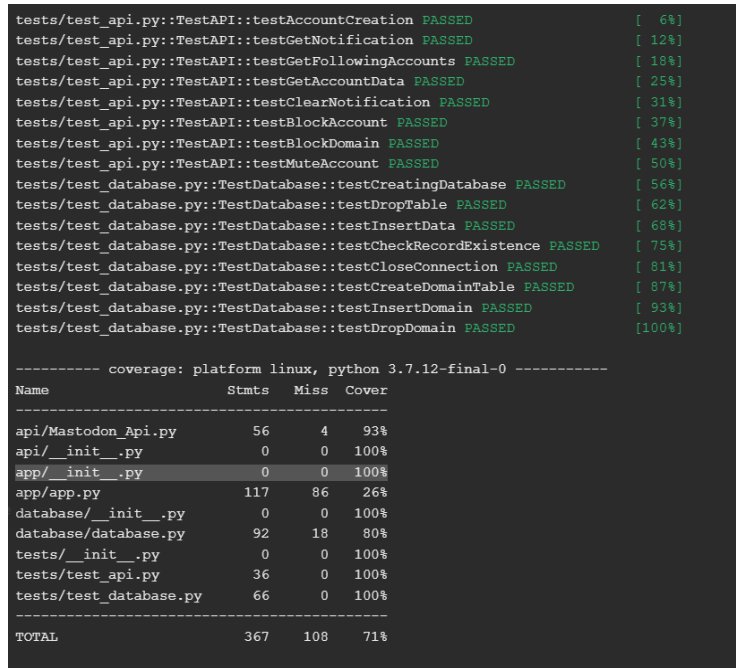 tests/test_api.py::TestAPI::testAccountCreation PASSED [  6%]
tests/test_api.py::TestAPI::testGetNotification PASSED [ 12%]
tests/test_api.py::TestAPI::testGetFollowingAccounts PASSED [ 18%]
tests/test_api.py::TestAPI::testGetAccountData PASSED [ 25%]
tests/test_api.py::TestAPI::testClearNotification PASSED [ 31%]
tests/test_api.py::TestAPI::testBlockAccount PASSED [ 37%]
tests/test_api.py::TestAPI::testBlockDomain PASSED [ 43%]
tests/test_api.py::TestAPI::testMuteAccount PASSED [ 50%]
tests/test_database.py::TestDatabase::testCreatingDatabase PASSED [ 56%]
tests/test_database.py::TestDatabase::testDropTable PASSED [ 62%]
tests/test_database.py::TestDatabase::testInsertData PASSED [ 68%]
tests/test_database.py::TestDatabase::testCheckRecordExistence PASSED [ 75%]
tests/test_database.py::TestDatabase::testCloseConnection PASSED [ 81%]
tests/test_database.py::TestDatabase::testCreateDomainTable PASSED [ 87%]
tests/test_database.py::TestDatabase::testInsertDomain PASSED [ 93%]
tests/test_database.py::TestDatabase::testDropDomain PASSED [100%]
---------- coverage: platform linux, python 3.7.12-final-0 -----------
Name Stmts Miss Cover
--------------------------------------------
api/Mastodon_Api.py 56 4 93%
api/__init__.py 0 0 100%
app/__init__.py 0 0 100%
app/app.py 117 86 26%
database/__init__.py 0 0 100%
database/database.py 92 18 80%
tests/__init__.py 0 0 100%
tests/test_api.py 36 0 100%
tests/test_database.py 66 0 100%
--------------------------------------------
TOTAL 367 108 71%